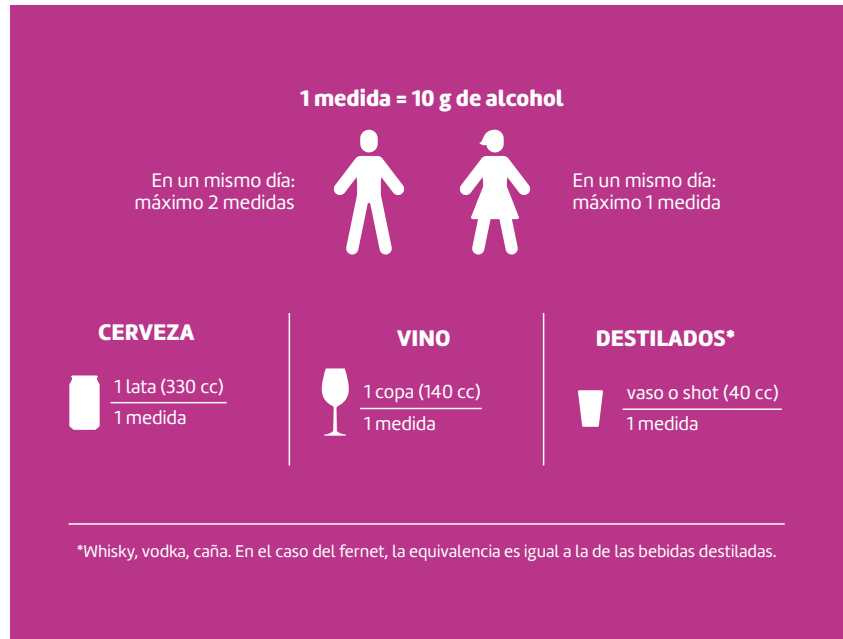 1 medida = 10 g de alcohol
En un mismo día:
máximo 2 medidas
En un mismo día:
máximo 1 medida
CERVEZA
1 lata (330 cc)
1 medida
VINO
1 copa (140 cc)
1 medida
DESTILADOS*
vaso o shot (40 cc)
1 medida
*Whisky, vodka, caña. En el caso del fernet, la equivalencia es igual a la de las bebidas destiladas.